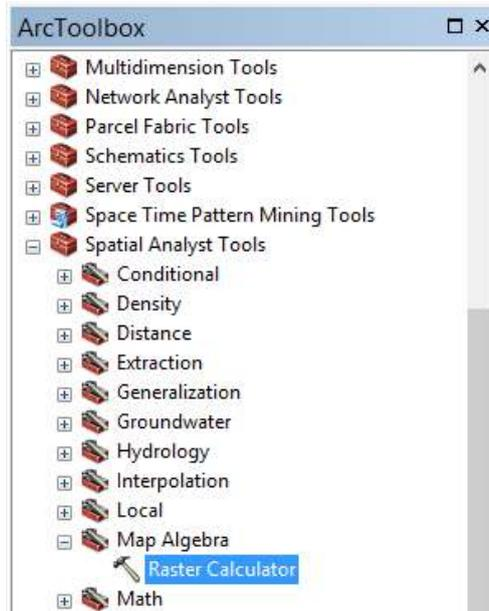 ArcToolbox
Multidimension Tools
Network Analyst Tools
Parcel Fabric Tools
Schematics Tools
Server Tools
Space Time Pattern Mining Tools
Spatial Analyst Tools
Conditional
Density
Distance
Extraction
Generalization
Groundwater
Hydrology
Interpolation
Local
Map Algebra
Raster Calculator
Math